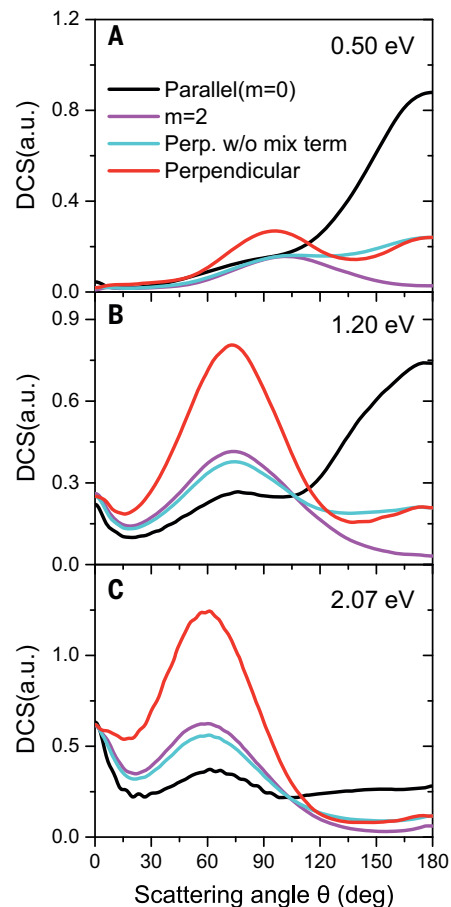 A
0.50 eV
Parallel(m=0)
m=2
Perp. w/o mix term
Perpendicular
DCS(a.u.)
1.2
0.8
0.4
0.0
B
1.20 eV
DCS(a.u.)
0.9
0.6
0.3
0.0
C
2.07 eV
DCS(a.u.)
1.0
0.5
0.0
0 30 60 90 120 150 180
Scattering angle θ (deg)